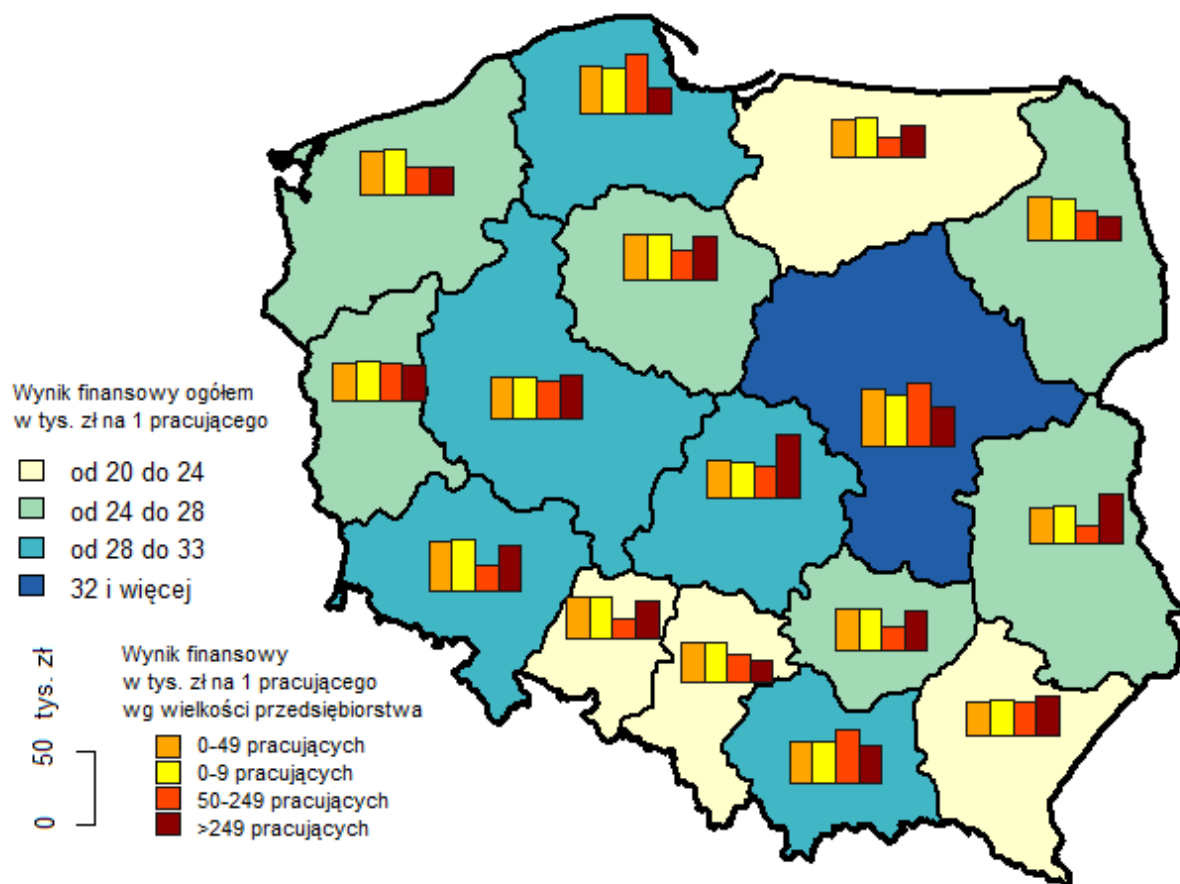 Wynik finansowy ogółem
w tys. zł na 1 pracującego
od 20 do 24
od 24 do 28
od 28 do 33
32 i więcej
Wynik finansowy
w tys. zł na 1 pracującego
wg wielkości przedsiębiorstwa
0-49 pracujących
0-9 pracujących
50-249 pracujących
>249 pracujących
0 50 tys. zł